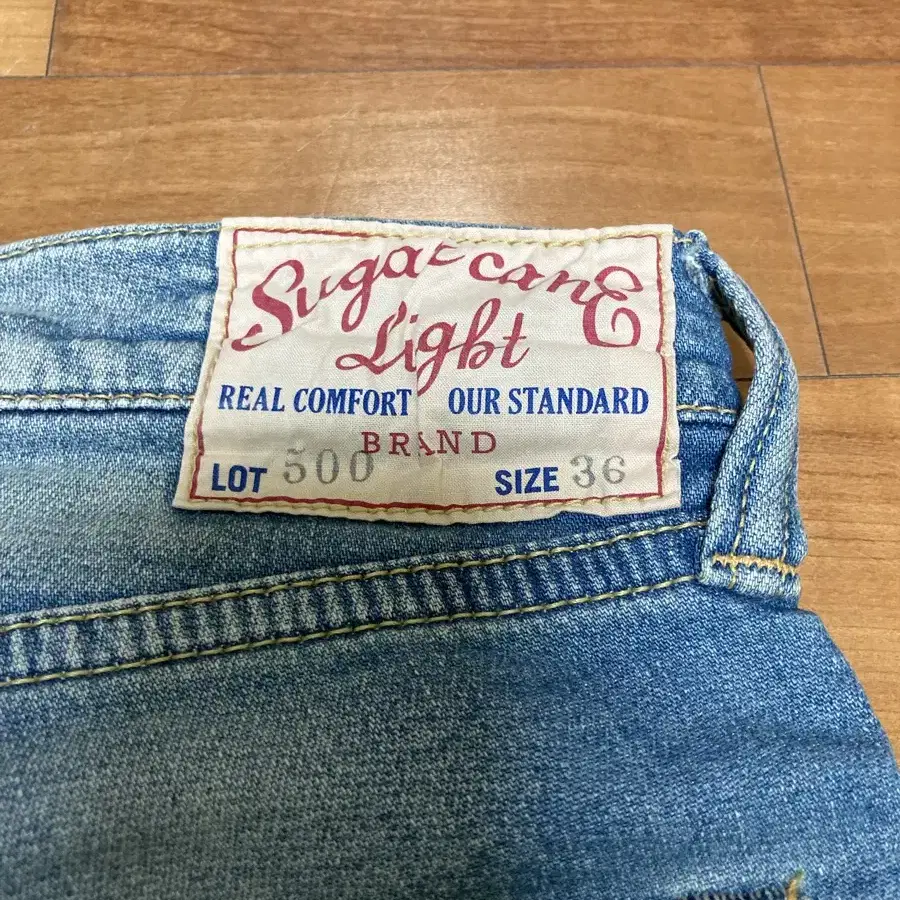 Sugar canE
Light
REAL COMFORT OUR STANDARD
BRAND
LOT 500 SIZE 36